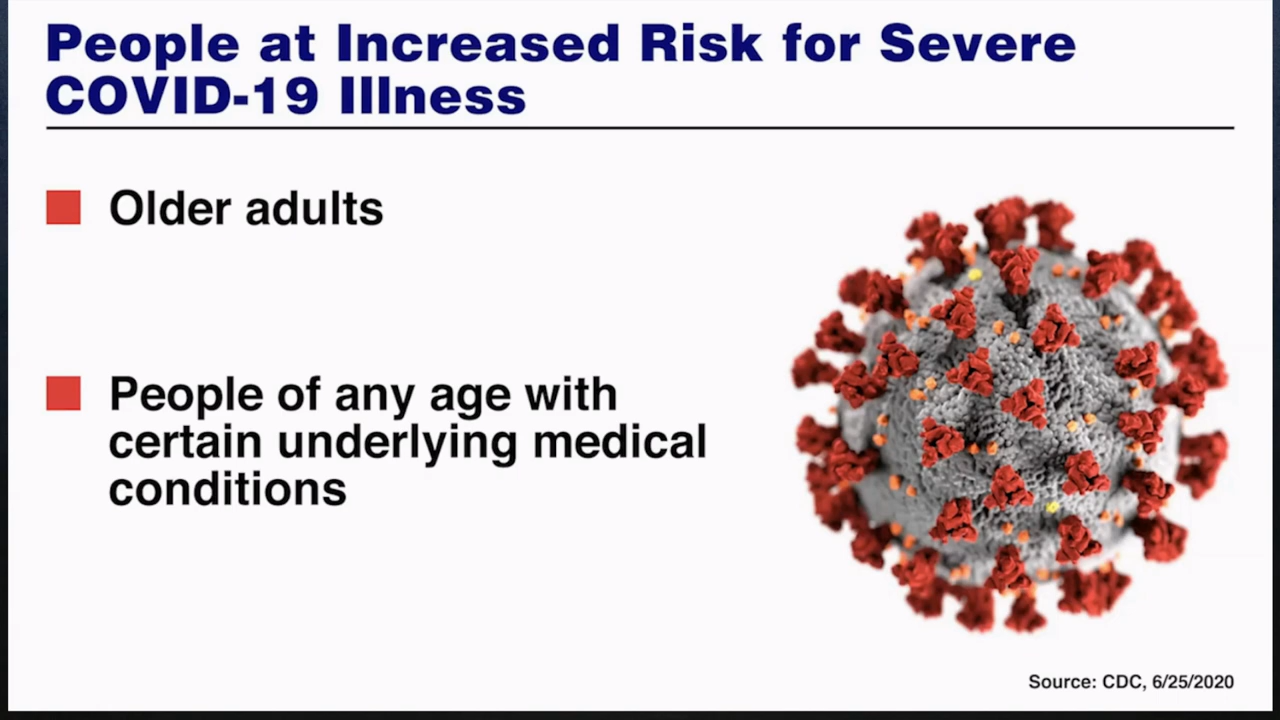 People at Increased Risk for Severe
COVID-19 Illness
Older adults
People of any age with
certain underlying medical
conditions
Source: CDC, 6/25/2020